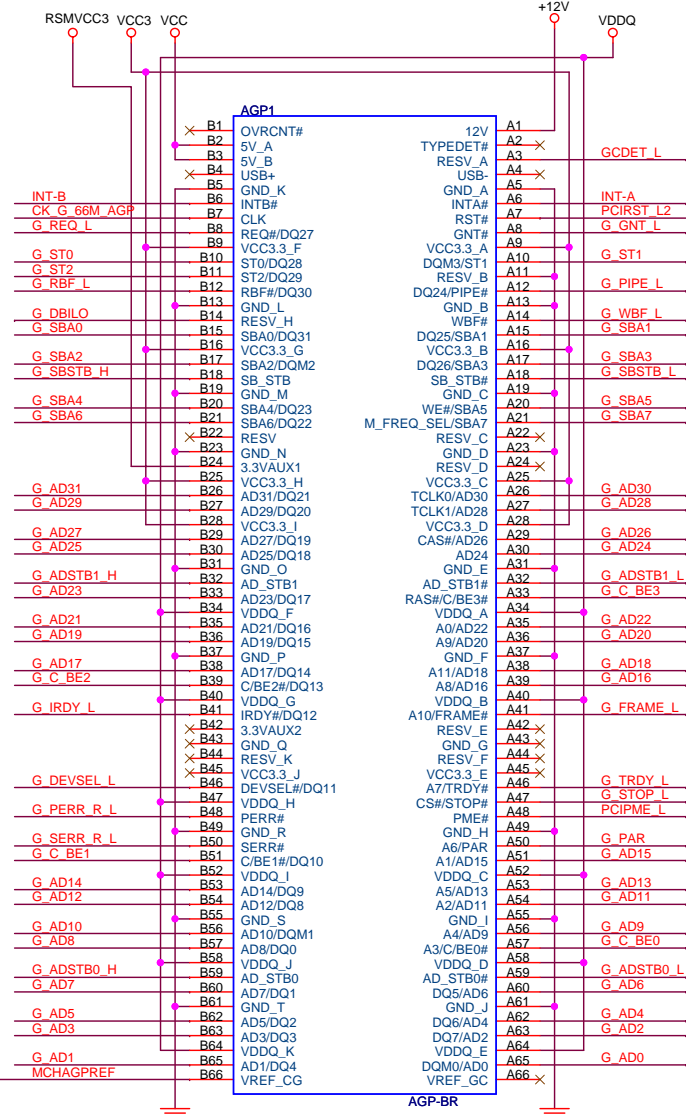 RSMVCC3 VCC3 VCC +12V VDDQ
AGP1
B1 OVRCNT# 12V A1
B2 5V_A TYPEDET# A2
B3 5V_B RESV_A A3 GCDET_L
B4 USB+ USB- A4
B5 GND_K GND_A A5
INT-B B6 INTB# INTA# A6 INT-A
CK_G_66M_AGP B7 CLK RST# A7 PCIRST_L2
G_REQ_L B8 REQ#/DQ27 GNT# A8 G_GNT_L
B9 VCC3.3_F VCC3.3_A A9
G_ST0 B10 ST0/DQ28 DQM3/ST1 A10 G_ST1
G_ST2 B11 ST2/DQ29 RESV_B A11
G_RBF_L B12 RBF#/DQ30 DQ24/PIPE# A12 G_PIPE_L
B13 GND_L GND_B A13
G_DBILO B14 RESV_H WBF# A14 G_WBF_L
G_SBA0 B15 SBA0/DQ31 DQ25/SBA1 A15 G_SBA1
B16 VCC3.3_G VCC3.3_B A16
G_SBA2 B17 SBA2/DQM2 DQ26/SBA3 A17 G_SBA3
G_SBSTB_H B18 SB_STB SB_STB# A18 G_SBSTB_L
B19 GND_M GND_C A19
G_SBA4 B20 SBA4/DQ23 WE#/SBA5 A20 G_SBA5
G_SBA6 B21 SBA6/DQ22 M_FREQ_SEL/SBA7 A21 G_SBA7
B22 RESV RESV_C A22
B23 GND_N GND_D A23
B24 3.3VAUX1 RESV_D A24
B25 VCC3.3_H VCC3.3_C A25
G_AD31 B26 AD31/DQ21 TCLK0/AD30 A26 G_AD30
G_AD29 B27 AD29/DQ20 TCLK1/AD28 A27 G_AD28
B28 VCC3.3_I VCC3.3_D A28
G_AD27 B29 AD27/DQ19 CAS#/AD26 A29 G_AD26
G_AD25 B30 AD25/DQ18 AD24 A30 G_AD24
B31 GND_O GND_E A31
G_ADSTB1_H B32 AD_STB1 AD_STB1# A32 G_ADSTB1_L
G_AD23 B33 AD23/DQ17 RAS#/C/BE3# A33 G_C_BE3
B34 VDDQ_F VDDQ_A A34
G_AD21 B35 AD21/DQ16 A0/AD22 A35 G_AD22
G_AD19 B36 AD19/DQ15 A9/AD20 A36 G_AD20
B37 GND_P GND_F A37
G_AD17 B38 AD17/DQ14 A11/AD18 A38 G_AD18
G_C_BE2 B39 C/BE2#/DQ13 A8/AD16 A39 G_AD16
B40 VDDQ_G VDDQ_B A40
G_IRDY_L B41 IRDY#/DQ12 A10/FRAME# A41 G_FRAME_L
B42 3.3VAUX2 RESV_E A42
B43 GND_Q GND_G A43
B44 RESV_K RESV_F A44
B45 VCC3.3_J VCC3.3_E A45
G_DEVSEL_L B46 DEVSEL#/DQ11 A7/TRDY# A46 G_TRDY_L
B47 VDDQ_H CS#/STOP# A47 G_STOP_L
G_PERR_R_L B48 PERR# PME# A48 PCIPME_L
B49 GND_R GND_H A49
G_SERR_R_L B50 SERR# A6/PAR A50 G_PAR
G_C_BE1 B51 C/BE1#/DQ10 A1/AD15 A51 G_AD15
B52 VDDQ_I VDDQ_C A52
G_AD14 B53 AD14/DQ9 A5/AD13 A53 G_AD13
G_AD12 B54 AD12/DQ8 A2/AD11 A54 G_AD11
B55 GND_S GND_I A55
G_AD10 B56 AD10/DQM1 A4/AD9 A56 G_AD9
G_AD8 B57 AD8/DQ0 A3/C/BE0# A57 G_C_BE0
B58 VDDQ_J VDDQ_D A58
G_ADSTB0_H B59 AD_STB0 AD_STB0# A59 G_ADSTB0_L
G_AD7 B60 AD7/DQ1 DQ5/AD6 A60 G_AD6
B61 GND_T GND_J A61
G_AD5 B62 AD5/DQ2 DQ6/AD4 A62 G_AD4
G_AD3 B63 AD3/DQ3 DQ7/AD2 A63 G_AD2
B64 VDDQ_K VDDQ_E A64
G_AD1 B65 AD1/DQ4 DQM0/AD0 A65 G_AD0
MCHAGPREF B66 VREF_CG VREF_GC A66
AGP-BR